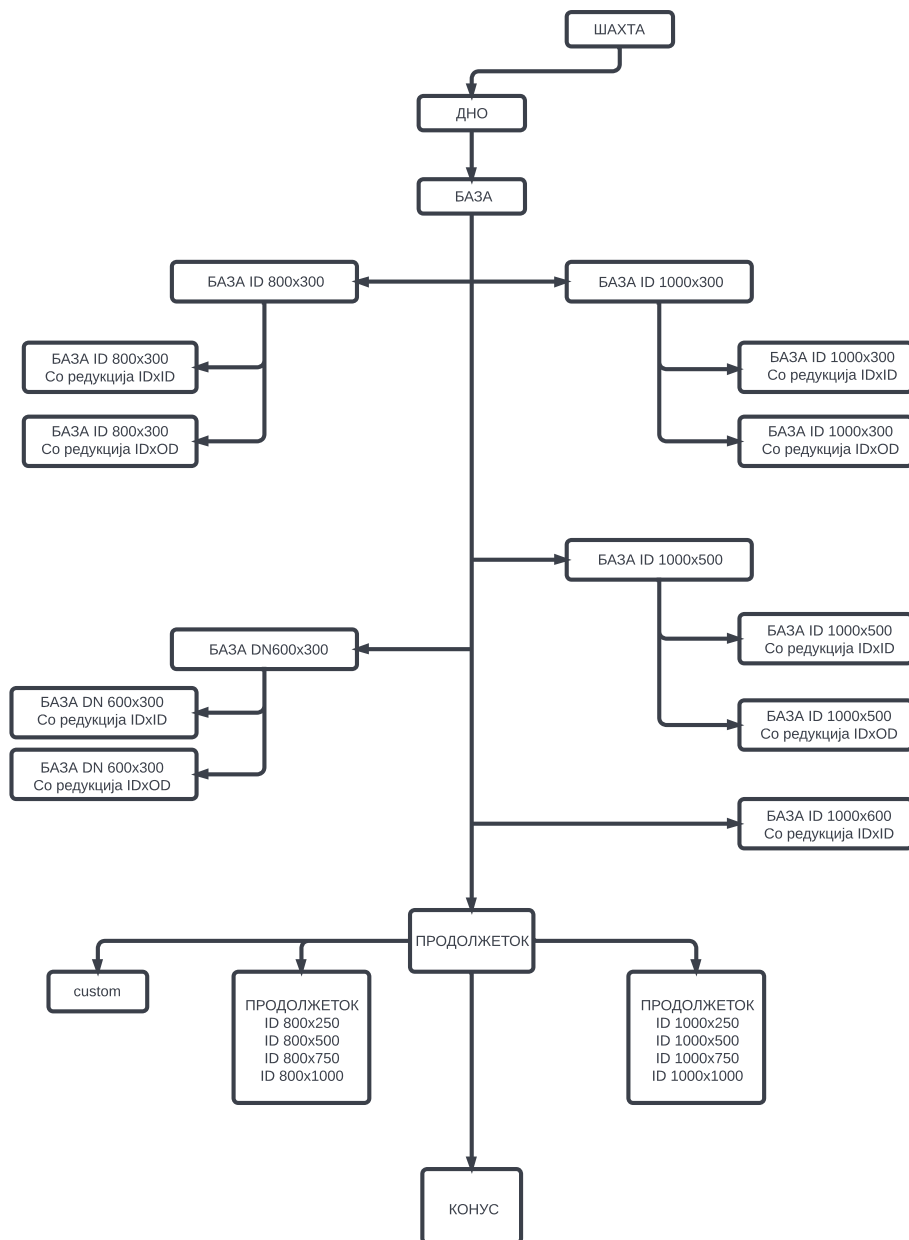 ШАХТА
ДНО
БАЗА
БАЗА ID 800x300
БАЗА ID 1000x300
БАЗА ID 800x300
Со редукција IDxID
БАЗА ID 1000x300
Со редукција IDxID
БАЗА ID 800x300
Со редукција IDxOD
БАЗА ID 1000x300
Со редукција IDxOD
БАЗА ID 1000x500
БАЗА ID 1000x500
Со редукција IDxID
БАЗА DN600x300
БАЗА DN 600x300
Со редукција IDxID
БАЗА ID 1000x500
Со редукција IDxOD
БАЗА DN 600x300
Со редукција IDxOD
БАЗА ID 1000x600
Со редукција IDxID
ПРОДОЛЖЕТОК
custom
ПРОДОЛЖЕТОК
ID 800x250
ID 800x500
ID 800x750
ID 800x1000
ПРОДОЛЖЕТОК
ID 1000x250
ID 1000x500
ID 1000x750
ID 1000x1000
КОНУС